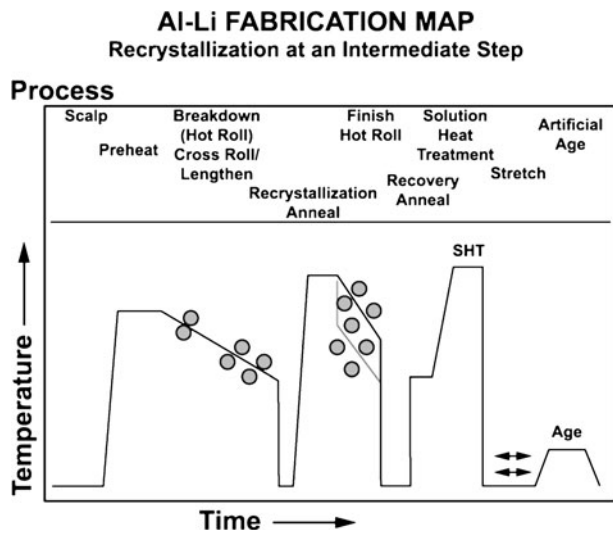 Al-Li FABRICATION MAP
Recrystallization at an Intermediate Step
Process
Scalp
Preheat
Breakdown
(Hot Roll)
Cross Roll/
Lengthen
Recrystallization
Anneal
Finish
Hot Roll
Recovery
Anneal
Solution
Heat
Treatment
Stretch
Artificial
Age
SHT
Age
Temperature
Time